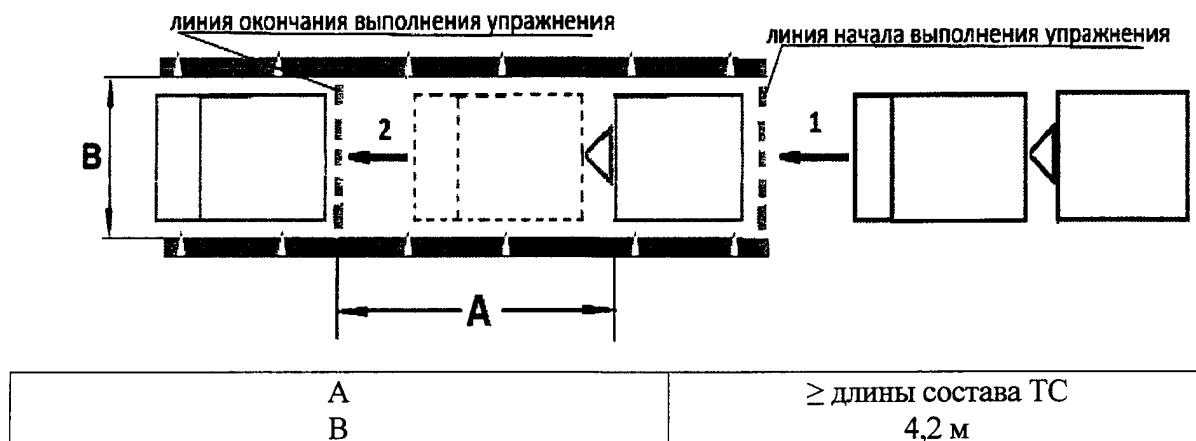 линия окончания выполнения упражнения
линия начала выполнения упражнения
B
2
1
A
A ≥ длины состава ТС
B 4,2 м